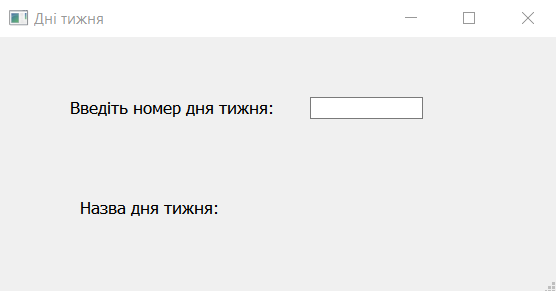 Дні тижня
Введіть номер дня тижня:
Назва дня тижня: